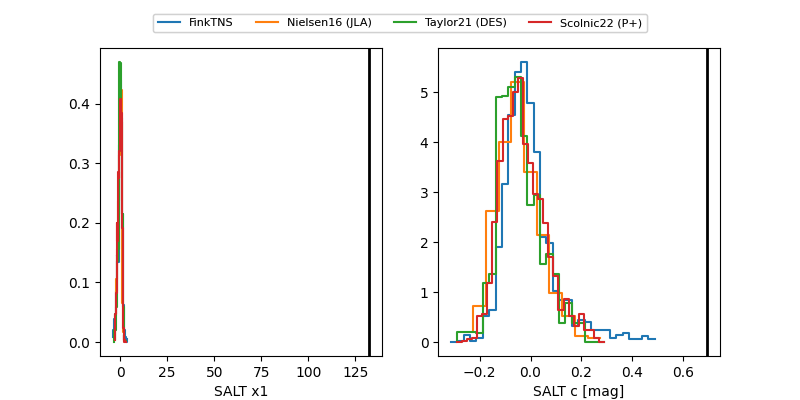 FinkTNS Nielsen16 (JLA) Taylor21 (DES) Scolnic22 (P+)
0.4
0.3
0.2
0.1
0.0
0 25 50 75 100 125
SALT x1
5
4
3
2
1
0
−0.2 0.0 0.2 0.4 0.6
SALT c [mag]